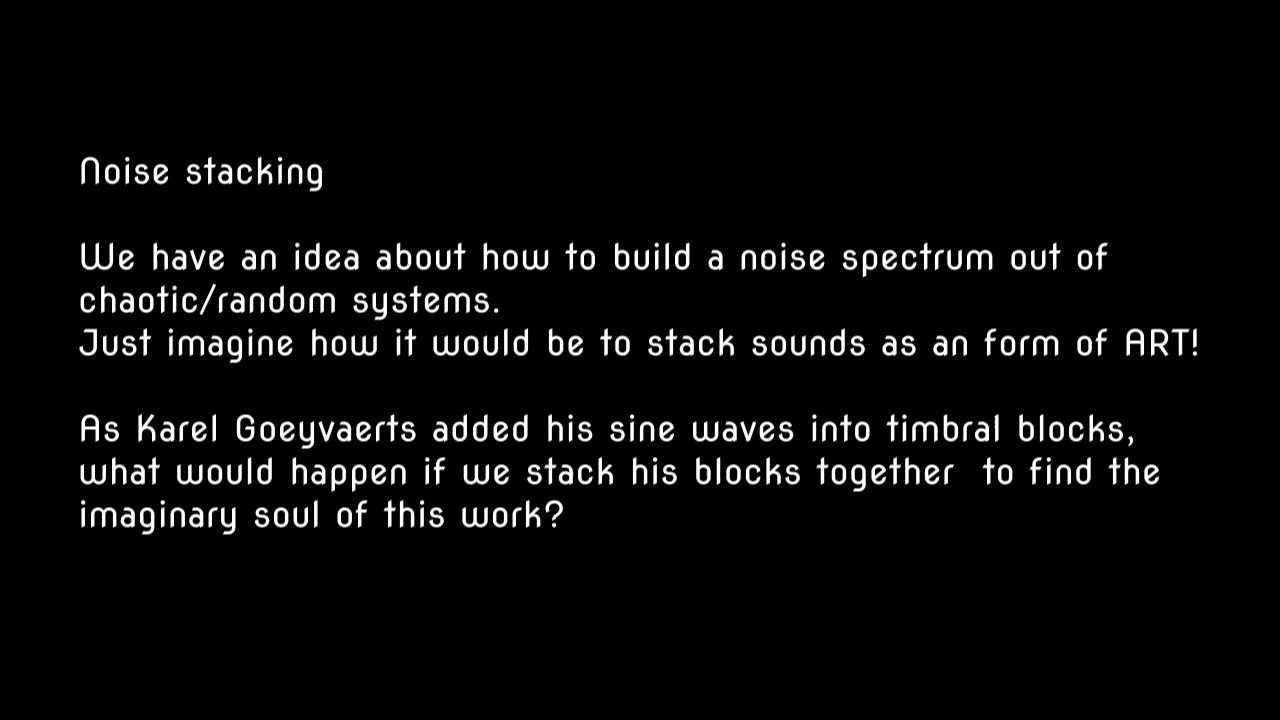 Noise stacking
We have an idea about how to build a noise spectrum out of
chaotic/random systems.
Just imagine how it would be to stack sounds as an form of ART!
As Karel Goeyvaerts added his sine waves into timbral blocks,
what would happen if we stack his blocks together  to find the
imaginary soul of this work?